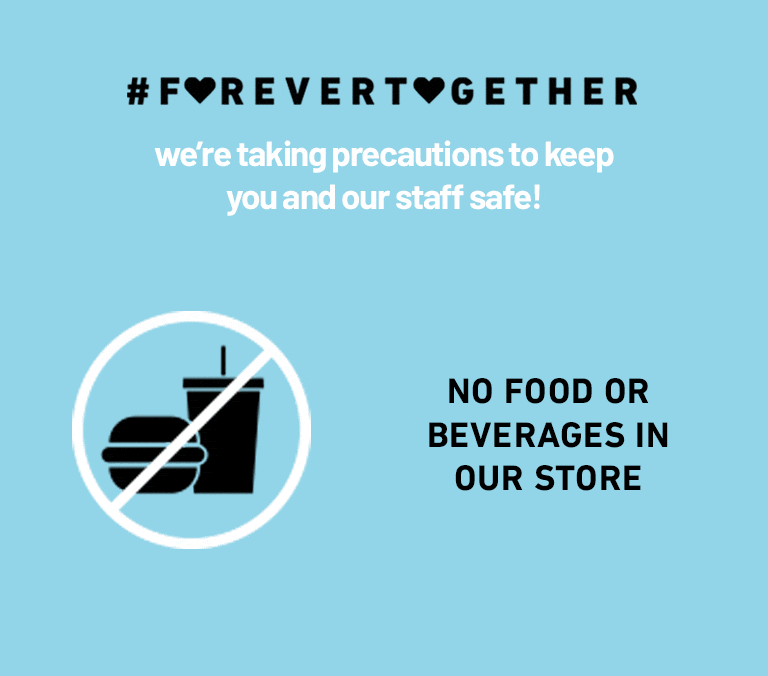 #F♥REVERT♥GETHER
we're taking precautions to keep
you and our staff safe!
NO FOOD OR
BEVERAGES IN
OUR STORE